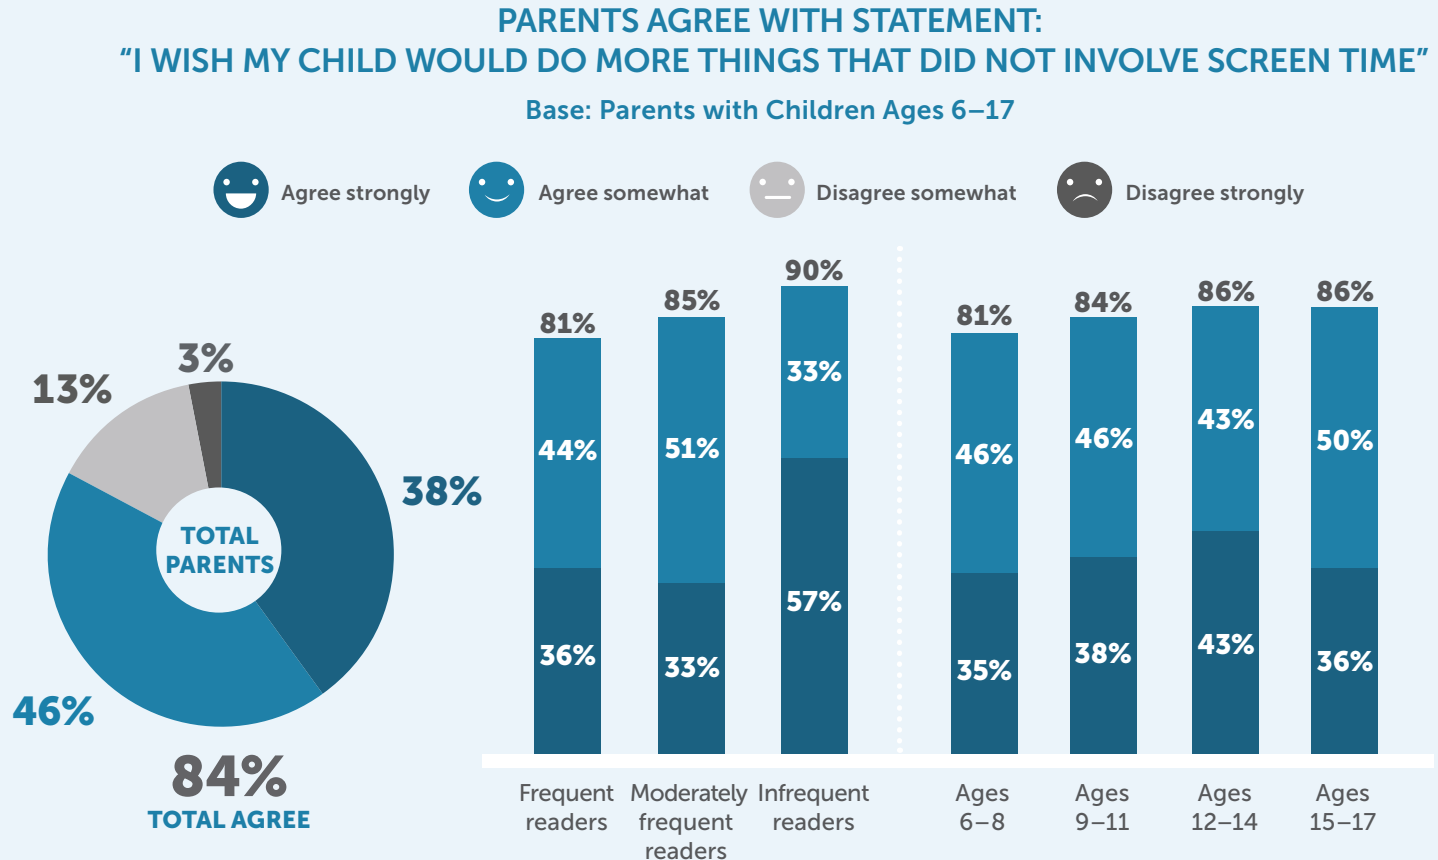 PARENTS AGREE WITH STATEMENT:
“I WISH MY CHILD WOULD DO MORE THINGS THAT DID NOT INVOLVE SCREEN TIME”
Base: Parents with Children Ages 6–17
Agree strongly
Agree somewhat
Disagree somewhat
Disagree strongly
3%
13%
38%
46%
TOTAL
PARENTS
84%
TOTAL AGREE
81%
44%
36%
Frequent
readers
85%
51%
33%
Moderately
frequent
readers
90%
33%
57%
Infrequent
readers
81%
46%
35%
Ages
6–8
84%
46%
38%
Ages
9–11
86%
43%
43%
Ages
12–14
86%
50%
36%
Ages
15–17